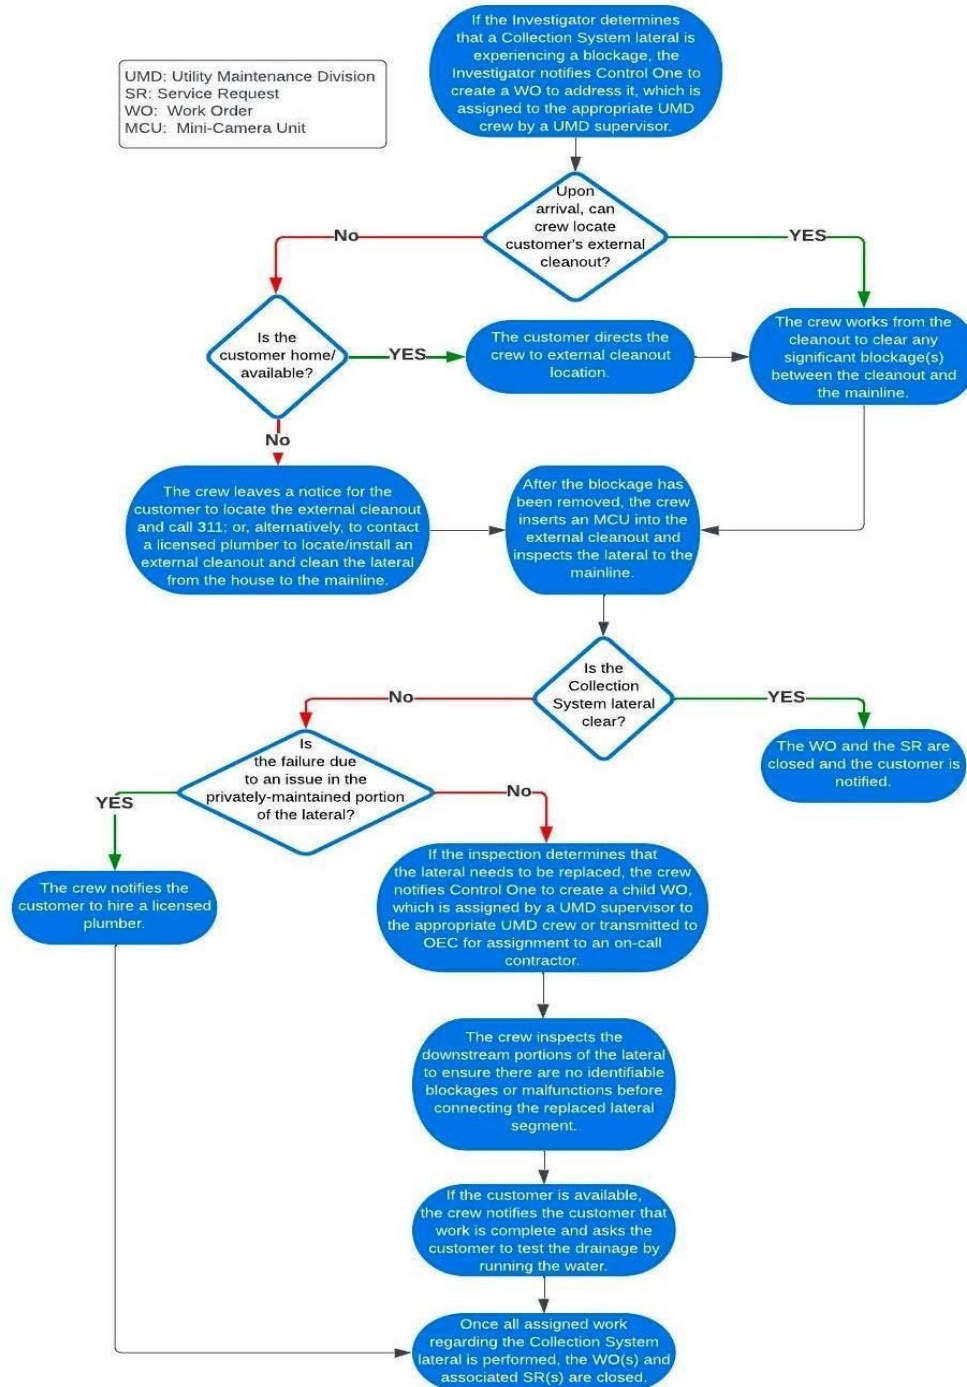 If the Investigator determines
that a Collection System lateral is
experiencing a blockage, the
Investigator notifies Control One to
create a WO to address it, which is
assigned to the appropriate UMD
crew by a UMD supervisor.
UMD: Utility Maintenance Division
SR: Service Request
WO: Work Order
MCU: Mini-Camera Unit
Upon
arrival, can
crew locate
customer's external
cleanout?
No
YES
Is the
customer home/
available?
YES
The customer directs the
crew to external cleanout
location.
The crew works from the
cleanout to clear any
significant blockage(s)
between the cleanout and
the mainline.
No
The crew leaves a notice for the
customer to locate the external cleanout
and call 311; or, alternatively, to contact
a licensed plumber to locate/install an
external cleanout and clean the lateral
from the house to the mainline.
After the blockage has
been removed, the crew
inserts an MCU into the
external cleanout and
inspects the lateral to the
mainline.
Is the
Collection
System lateral
clear?
No
YES
The WO and the SR are
closed and the customer is
notified.
Is
the failure due
to an issue in the
privately-maintained portion
of the lateral?
YES
No
The crew notifies the
customer to hire a licensed
plumber.
If the inspection determines that
the lateral needs to be replaced, the crew
notifies Control One to create a child WO,
which is assigned by a UMD supervisor to
the appropriate UMD crew or transmitted to
OEC for assignment to an on-call
contractor.
The crew inspects the
downstream portions of the lateral
to ensure there are no identifiable
blockages or malfunctions before
connecting the replaced lateral
segment.
If the customer is available,
the crew notifies the customer that
work is complete and asks the
customer to test the drainage by
running the water.
Once all assigned work
regarding the Collection System
lateral is performed, the WO(s) and
associated SR(s) are closed.